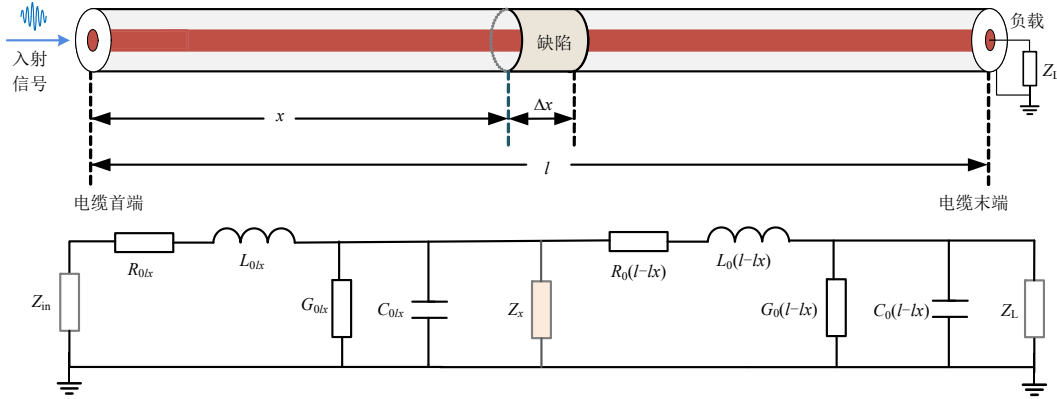 入射
信号
缺陷
负载
Z_L
x
Δx
l
电缆首端
电缆末端
Z_in
R_0lx
L_0lx
G_0lx
C_0lx
Z_x
R_0(l−lx)
L_0(l−lx)
G_0(l−lx)
C_0(l−lx)
Z_L